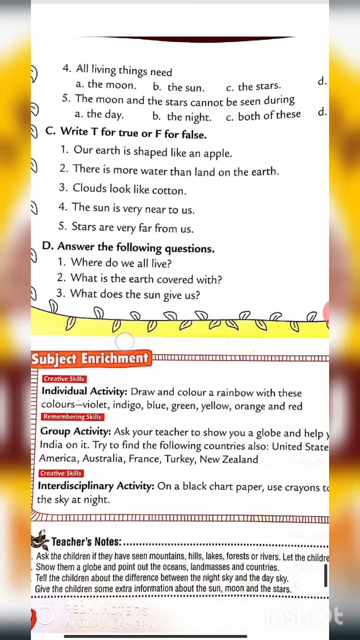 4. All living things need
a. the moon. b. the sun. c. the stars. d.
5. The moon and the stars cannot be seen during
a. the day. b. the night. c. both of these d.
C. Write T for true or F for false.
1. Our earth is shaped like an apple.
2. There is more water than land on the earth.
3. Clouds look like cotton.
4. The sun is very near to us.
5. Stars are very far from us.
D. Answer the following questions.
1. Where do we all live?
2. What is the earth covered with?
3. What does the sun give us?
Subject Enrichment
Creative Skills
Individual Activity: Draw and colour a rainbow with these
colours—violet, indigo, blue, green, yellow, orange and red
Remembering Skills
Group Activity: Ask your teacher to show you a globe and help y
India on it. Try to find the following countries also: United State
America, Australia, France, Turkey, New Zealand
Creative Skills
Interdisciplinary Activity: On a black chart paper, use crayons to
the sky at night.
Teacher's Notes:
Ask the children if they have seen mountains, hills, lakes, forests or rivers. Let the childre
Show them a globe and point out the oceans, landmasses and countries.
Tell the children about the difference between the night sky and the day sky.
Give the children some extra information about the sun, moon and the stars.